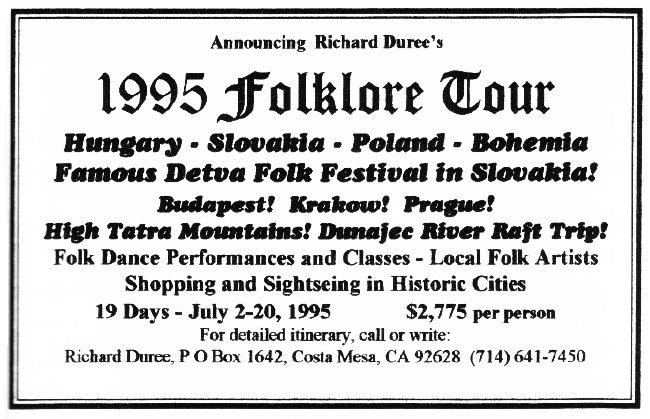 Announcing Richard Duree's
1995 Folklore Tour
Hungary - Slovakia - Poland - Bohemia
Famous Detva Folk Festival in Slovakia!
Budapest! Krakow! Prague!
High Tatra Mountains! Dunajec River Raft Trip!
Folk Dance Performances and Classes - Local Folk Artists
Shopping and Sightseing in Historic Cities
19 Days - July 2-20, 1995 $2,775 per person
For detailed itinerary, call or write:
Richard Duree, P O Box 1642, Costa Mesa, CA 92628 (714) 641-7450